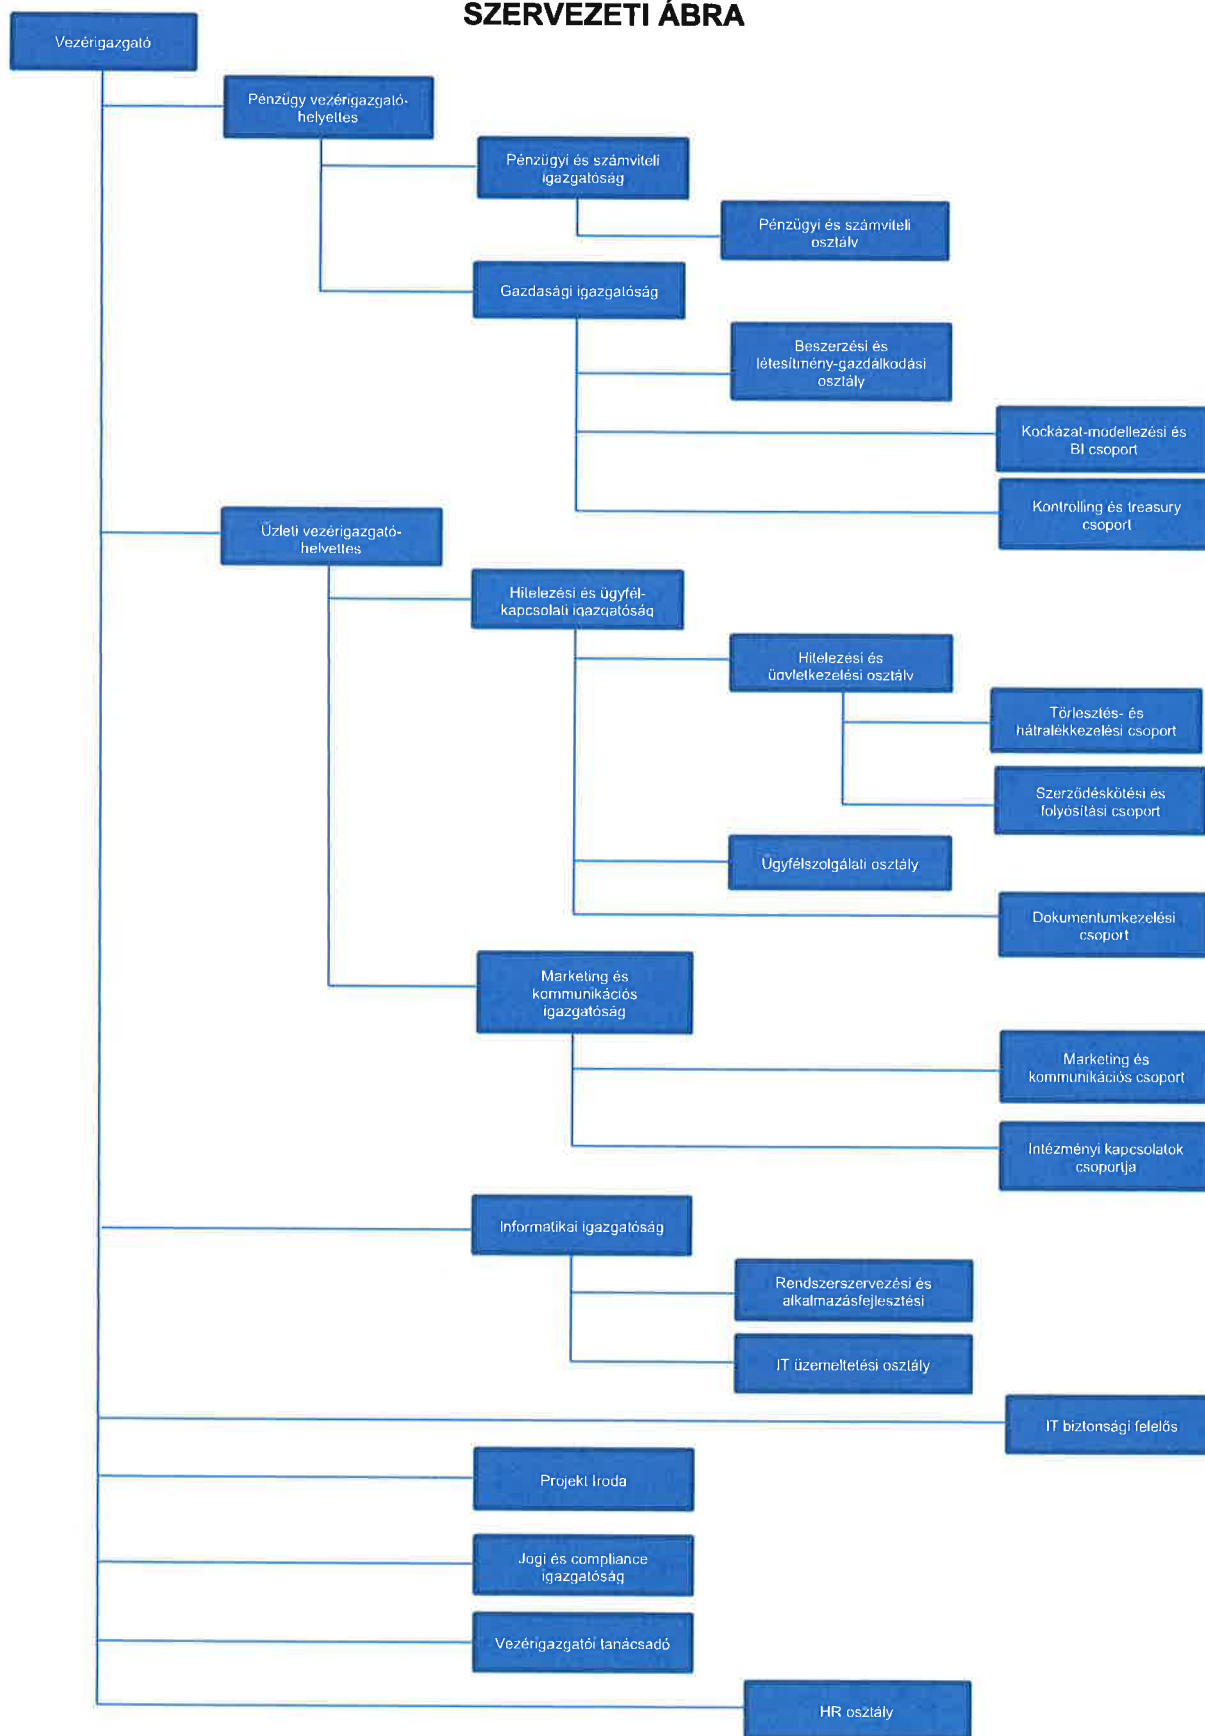 SZERVEZETI ÁBRA
Vezérigazgató
Pénzügy vezérigazgató-
helyettes
Pénzügyi és számviteli
igazgatóság
Pénzügyi és számviteli
osztály
Gazdasági igazgatóság
Beszerzési és
létesítmény-gazdálkodási
osztály
Kockázat-modellezési és
BI csoport
Kontrolling és treasury
csoport
Üzleti vezérigazgató-
helyettes
Hitelezési és ügyfél-
kapcsolati igazgatóság
Hitelezési és
ügyletkezelési osztály
Törlesztés- és
hátralékkezelési csoport
Szerződéskötési és
folyósítási csoport
Ügyfélszolgálati osztály
Dokumentumkezelési
csoport
Marketing és
kommunikációs
igazgatóság
Marketing és
kommunikációs csoport
Intézményi kapcsolatok
csoportja
Informatikai igazgatóság
Rendszerszervezési és
alkalmazásfejlesztési
IT üzemeltetési osztály
IT biztonsági felelős
Projekt Iroda
Jogi és compliance
igazgatóság
Vezérigazgatói tanácsadó
HR osztály